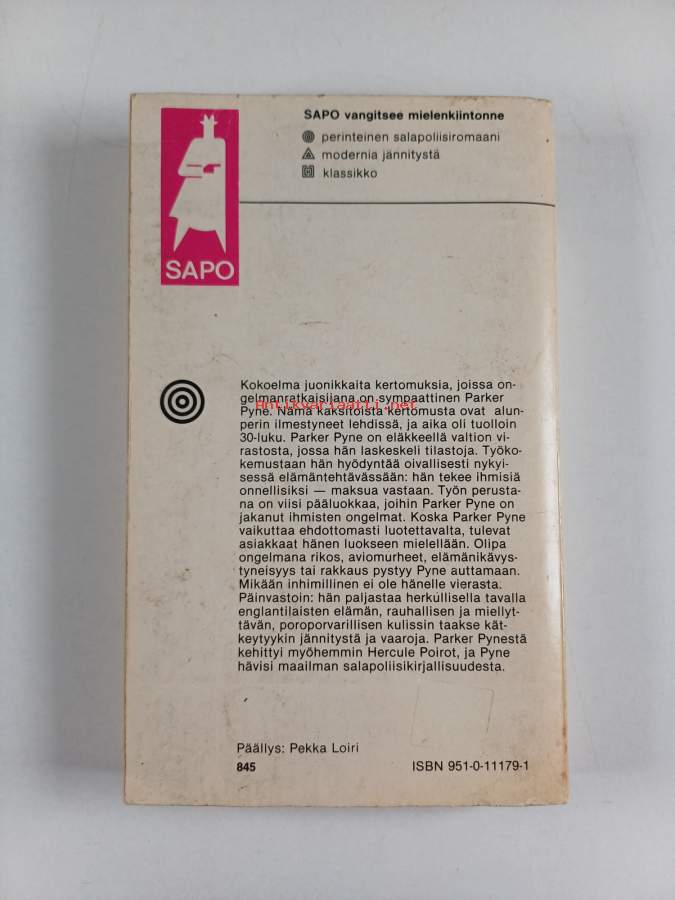 SAPO vangitsee mielenkiintonne
perinteinen salapoliisiromaani
modernia jännitystä
klassikko
SAPO
Kokoelma juonikkaita kertomuksia, joissa on-
gelmanratkaisijana on sympaattinen Parker
Pyne. Nämä kaksitoista kertomusta ovat alun-
Antikvariaatti.net
perin ilmestyneet lehdissä, ja aika oli tuolloin
30-luku. Parker Pyne on eläkkeellä valtion vi-
rastosta, jossa hän laskeskeli tilastoja. Työko-
kemustaan hän hyödyntää oivallisesti nykyi-
sessä elämäntehtävässään: hän tekee ihmisiä
onnellisiksi — maksua vastaan. Työn perusta-
na on viisi pääluokkaa, joihin Parker Pyne on
jakanut ihmisten ongelmat. Koska Parker Pyne
vaikuttaa ehdottomasti luotettavalta, tulevat
asiakkaat hänen luokseen mielellään. Olipa
ongelmana rikos, aviomurheet, elämänikävys-
tyneisyys tai rakkaus pystyy Pyne auttamaan.
Mikään inhimillinen ei ole hänelle vierasta.
Päinvastoin: hän paljastaa herkullisella tavalla
englantilaisten elämän, rauhallisen ja miellyt-
tävän, poroporvarillisen kulissin taakse kät-
keytyykin jännitystä ja vaaroja. Parker Pynestä
kehittyi myöhemmin Hercule Poirot, ja Pyne
hävisi maailman salapoliisikirjallisuudesta.
Päällys: Pekka Loiri
845 ISBN 951-0-11179-1